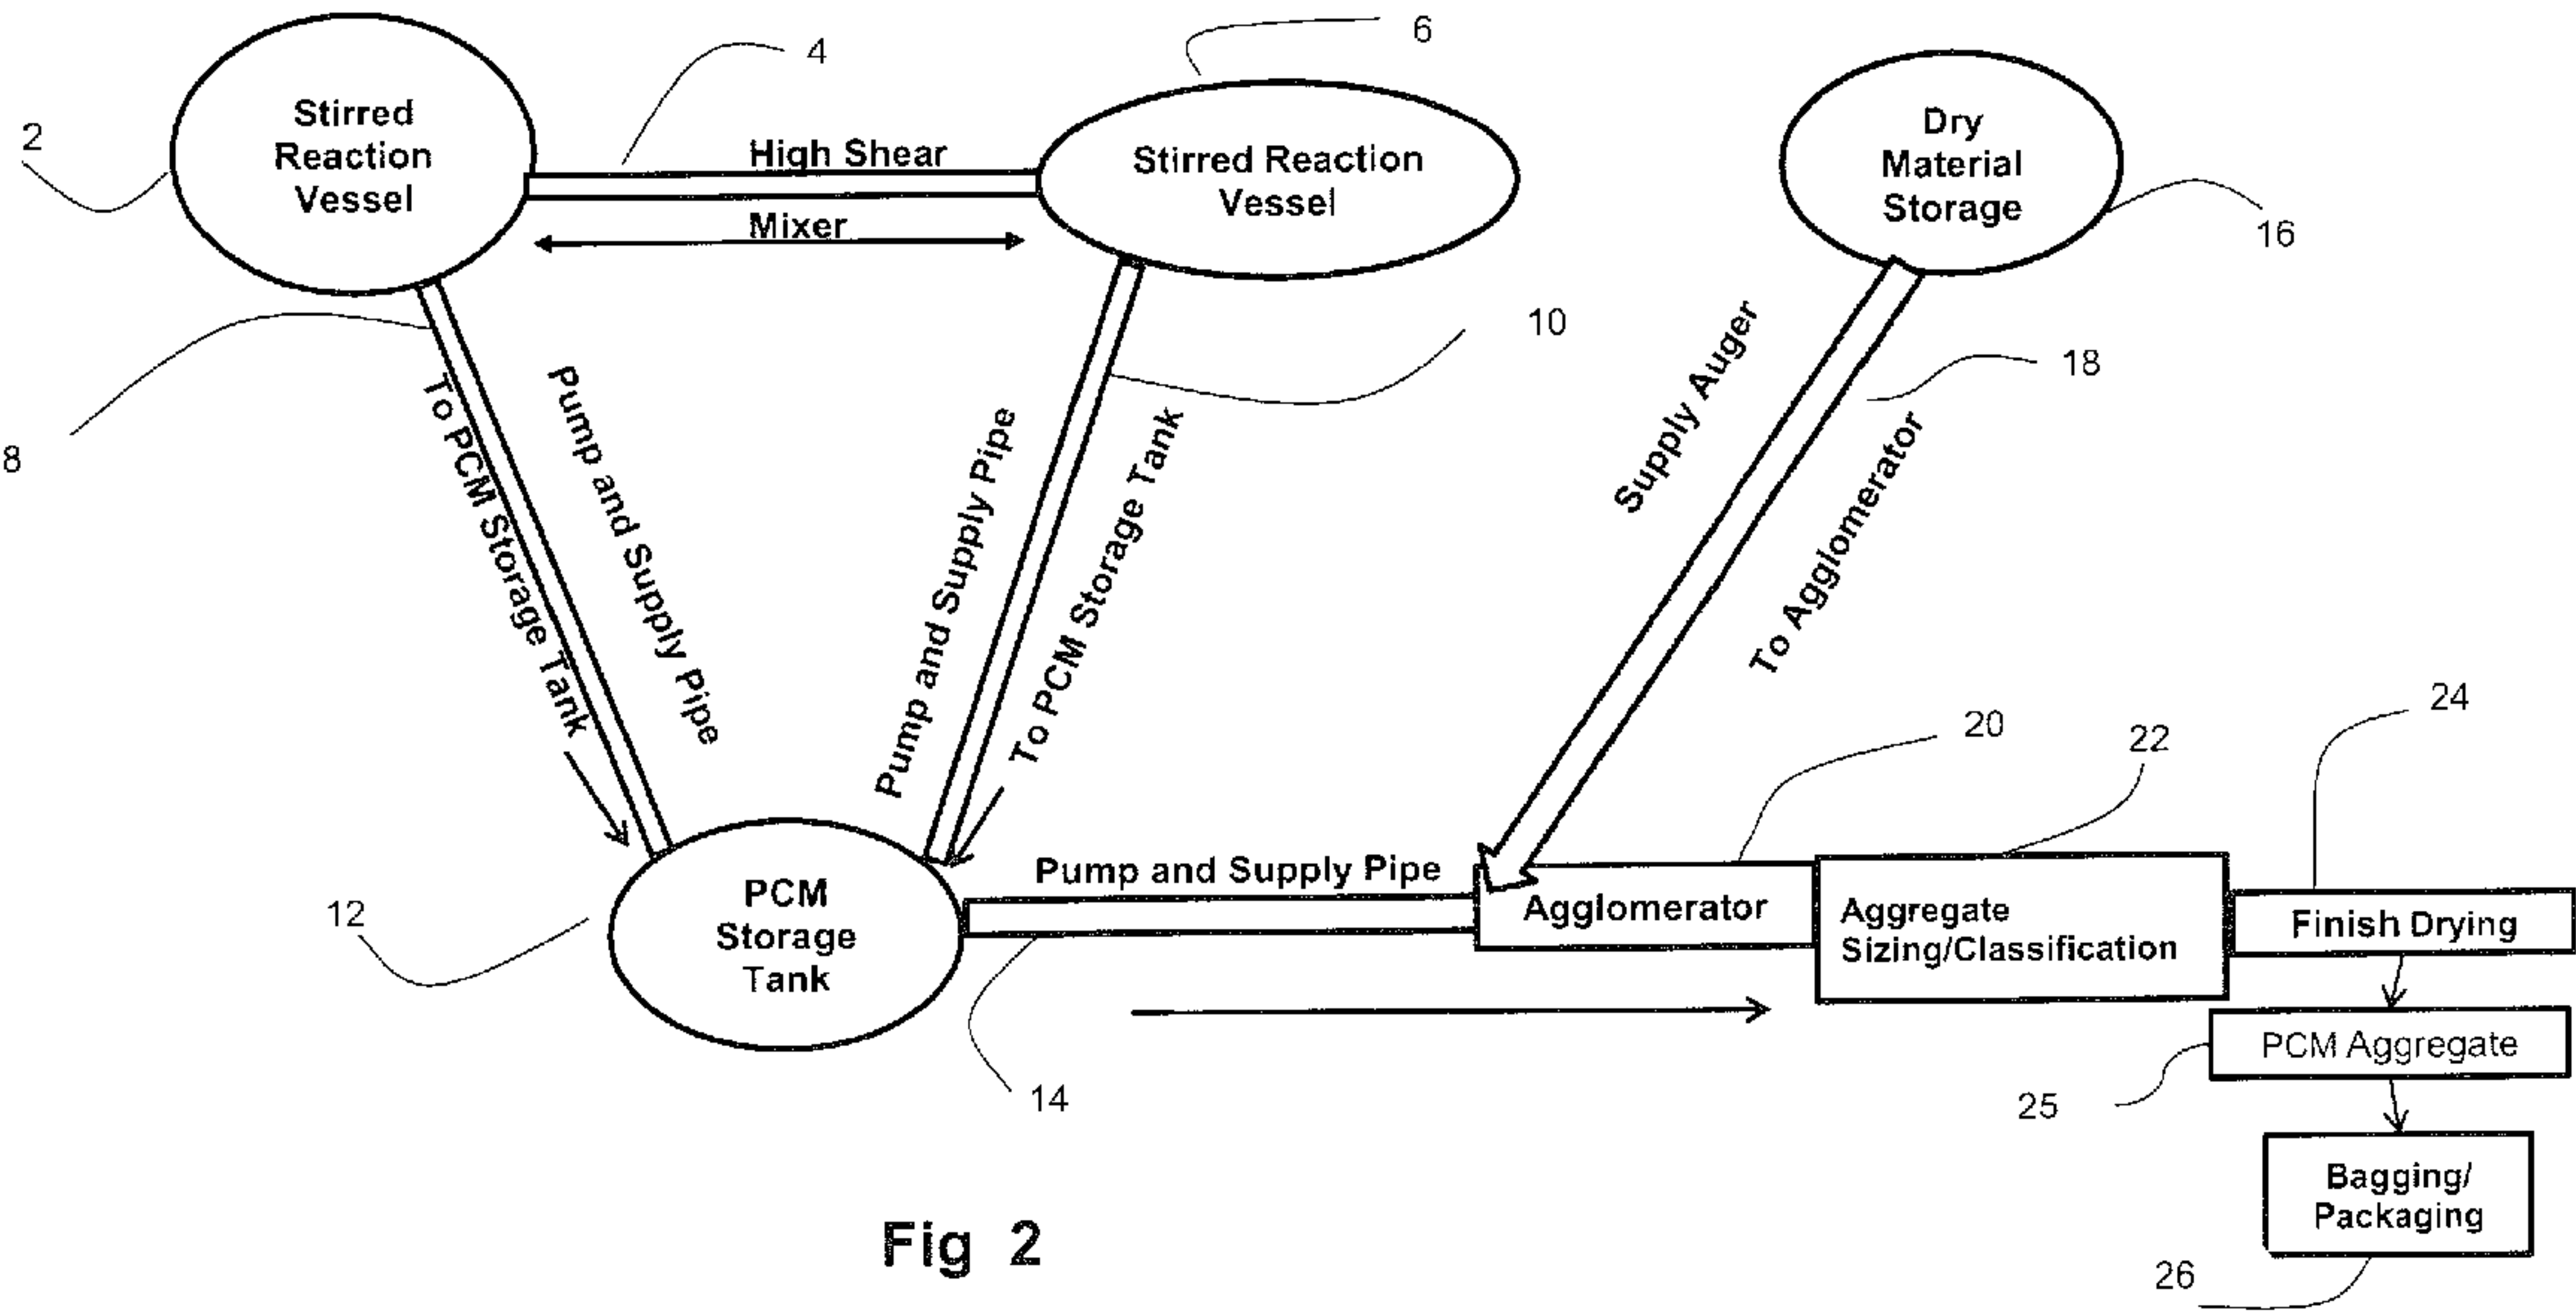 2
Stirred
Reaction
Vessel
4
High Shear
Mixer
6
Stirred Reaction
Vessel
Dry
Material
Storage
16
8
To PCM Storage Tank
Pump and Supply Pipe
Pump and Supply Pipe
To PCM Storage Tank
10
Supply Auger
To Agglomerator
18
12
PCM
Storage
Tank
Pump and Supply Pipe
14
20
Agglomerator
22
Aggregate
Sizing/Classification
24
Finish Drying
PCM Aggregate
25
Bagging/
Packaging
26
Fig 2